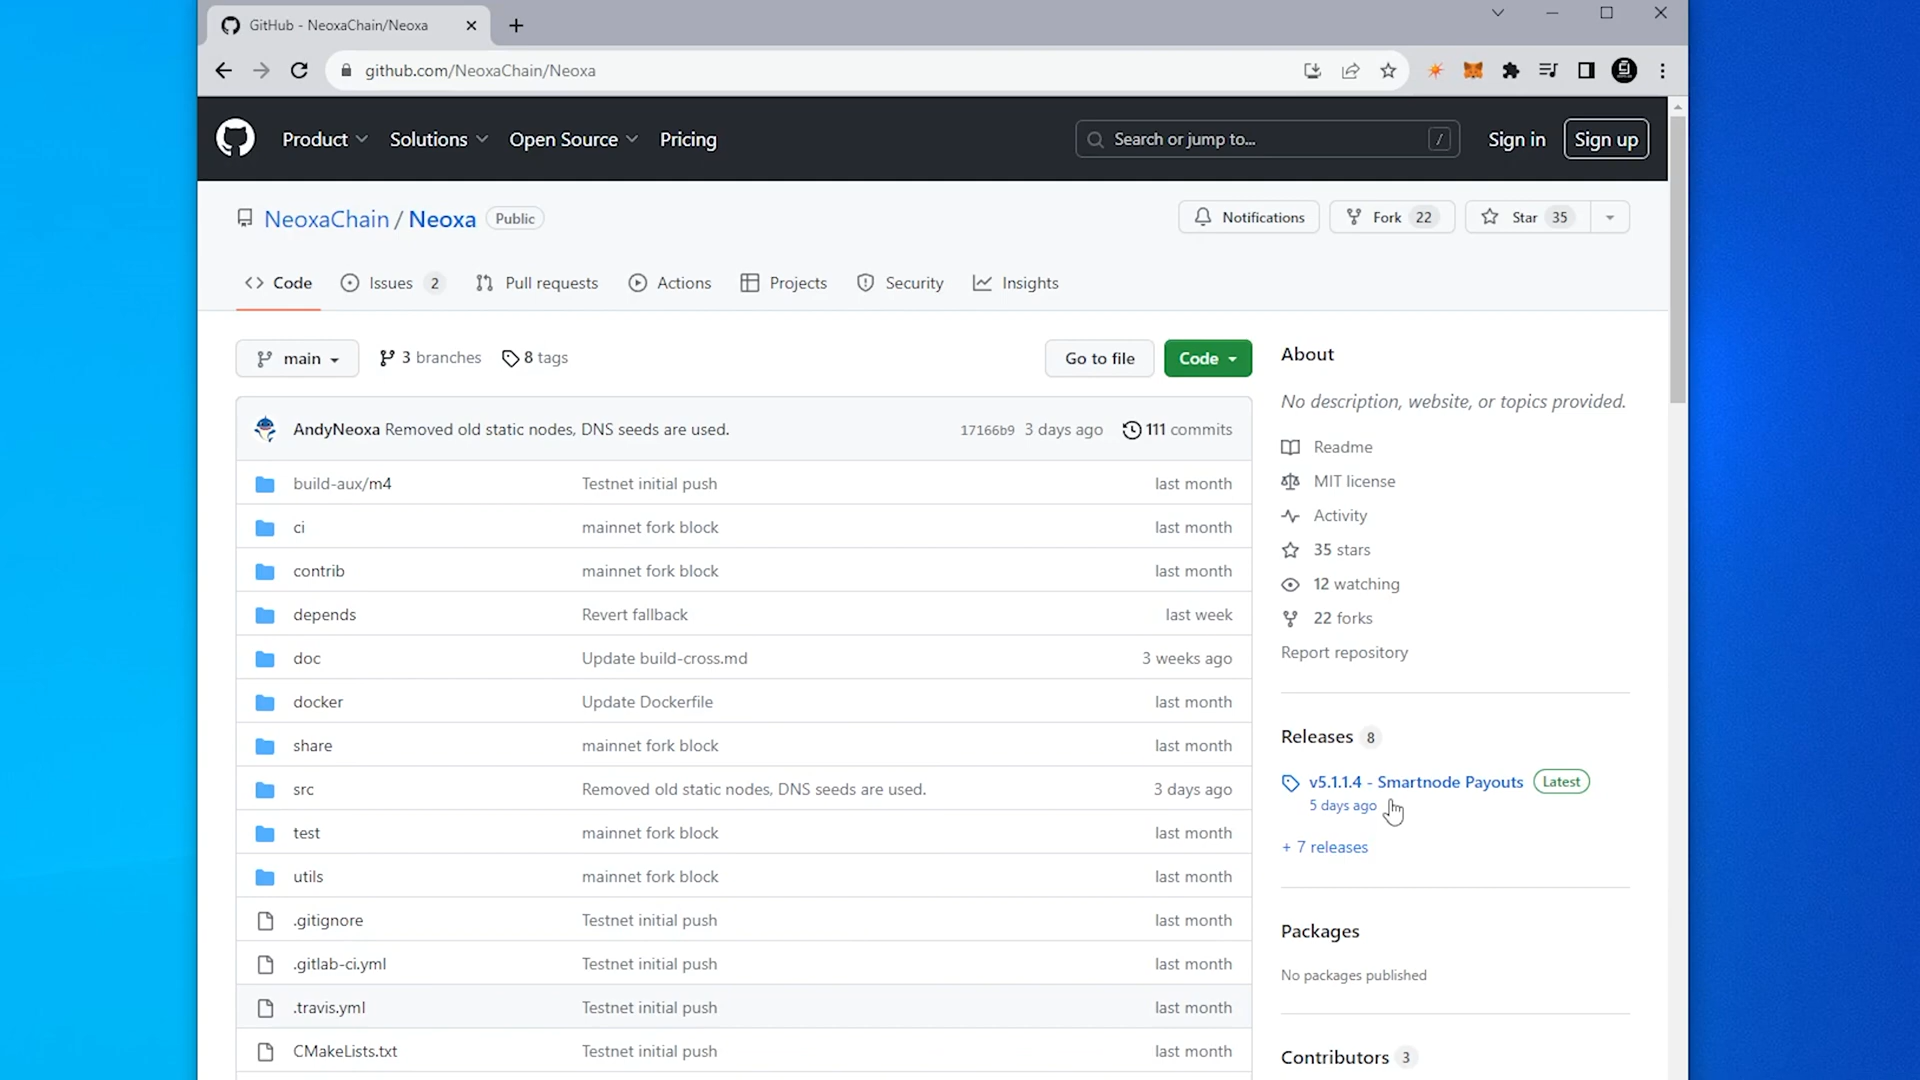 GitHub - NeoxaChain/Neoxa
github.com/NeoxaChain/Neoxa
Product Solutions Open Source Pricing Search or jump to... / Sign in Sign up
NeoxaChain / Neoxa Public Notifications Fork 22 Star 35
Code Issues 2 Pull requests Actions Projects Security Insights
main 3 branches 8 tags Go to file Code
AndyNeoxa Removed old static nodes, DNS seeds are used. 17166b9 3 days ago 111 commits
build-aux/m4 Testnet initial push last month
ci mainnet fork block last month
contrib mainnet fork block last month
depends Revert fallback last week
doc Update build-cross.md 3 weeks ago
docker Update Dockerfile last month
share mainnet fork block last month
src Removed old static nodes, DNS seeds are used. 3 days ago
test mainnet fork block last month
utils mainnet fork block last month
.gitignore Testnet initial push last month
.gitlab-ci.yml Testnet initial push last month
.travis.yml Testnet initial push last month
CMakeLists.txt Testnet initial push last month
About
No description, website, or topics provided.
Readme
MIT license
Activity
35 stars
12 watching
22 forks
Report repository
Releases 8
v5.1.1.4 - Smartnode Payouts Latest
5 days ago
+ 7 releases
Packages
No packages published
Contributors 3